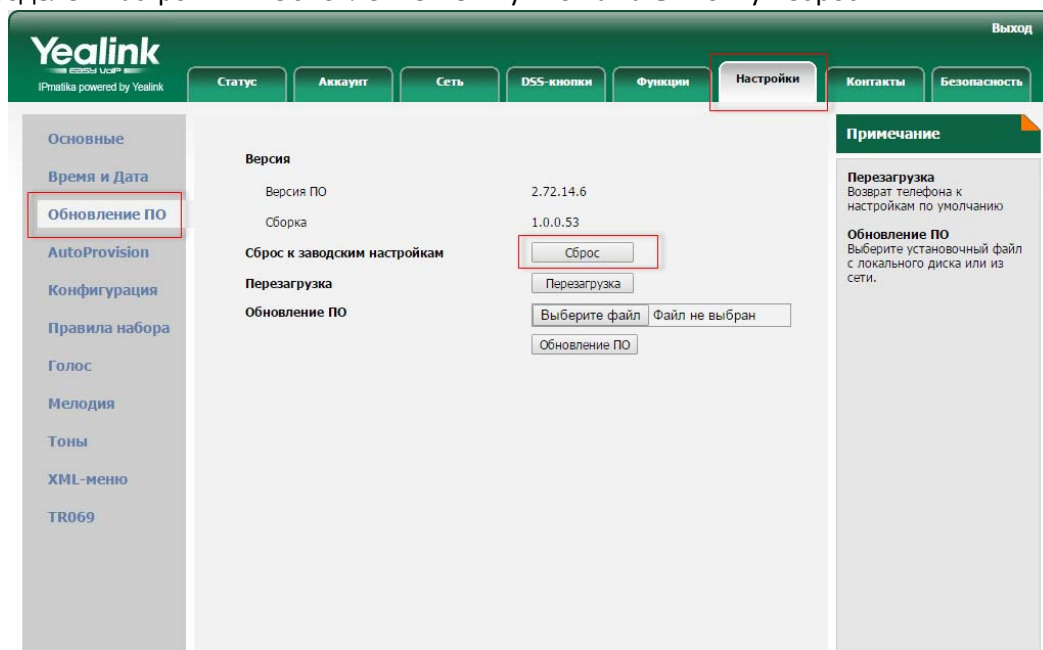 Выход
Yealink
EASY VoIP
IPmatika powered by Yealink
Статус
Аккаунт
Сеть
DSS-кнопки
Функции
Настройки
Контакты
Безопасность
Основные
Время и Дата
Обновление ПО
AutoProvision
Конфигурация
Правила набора
Голос
Мелодия
Тоны
XML-меню
TR069
Версия
Версия ПО 2.72.14.6
Сборка 1.0.0.53
Сброс к заводским настройкам Сброс
Перезагрузка Перезагрузка
Обновление ПО Выберите файл Файл не выбран
Обновление ПО
Примечание
Перезагрузка
Возврат телефона к
настройкам по умолчанию
Обновление ПО
Выберите установочный файл
с локального диска или из
сети.